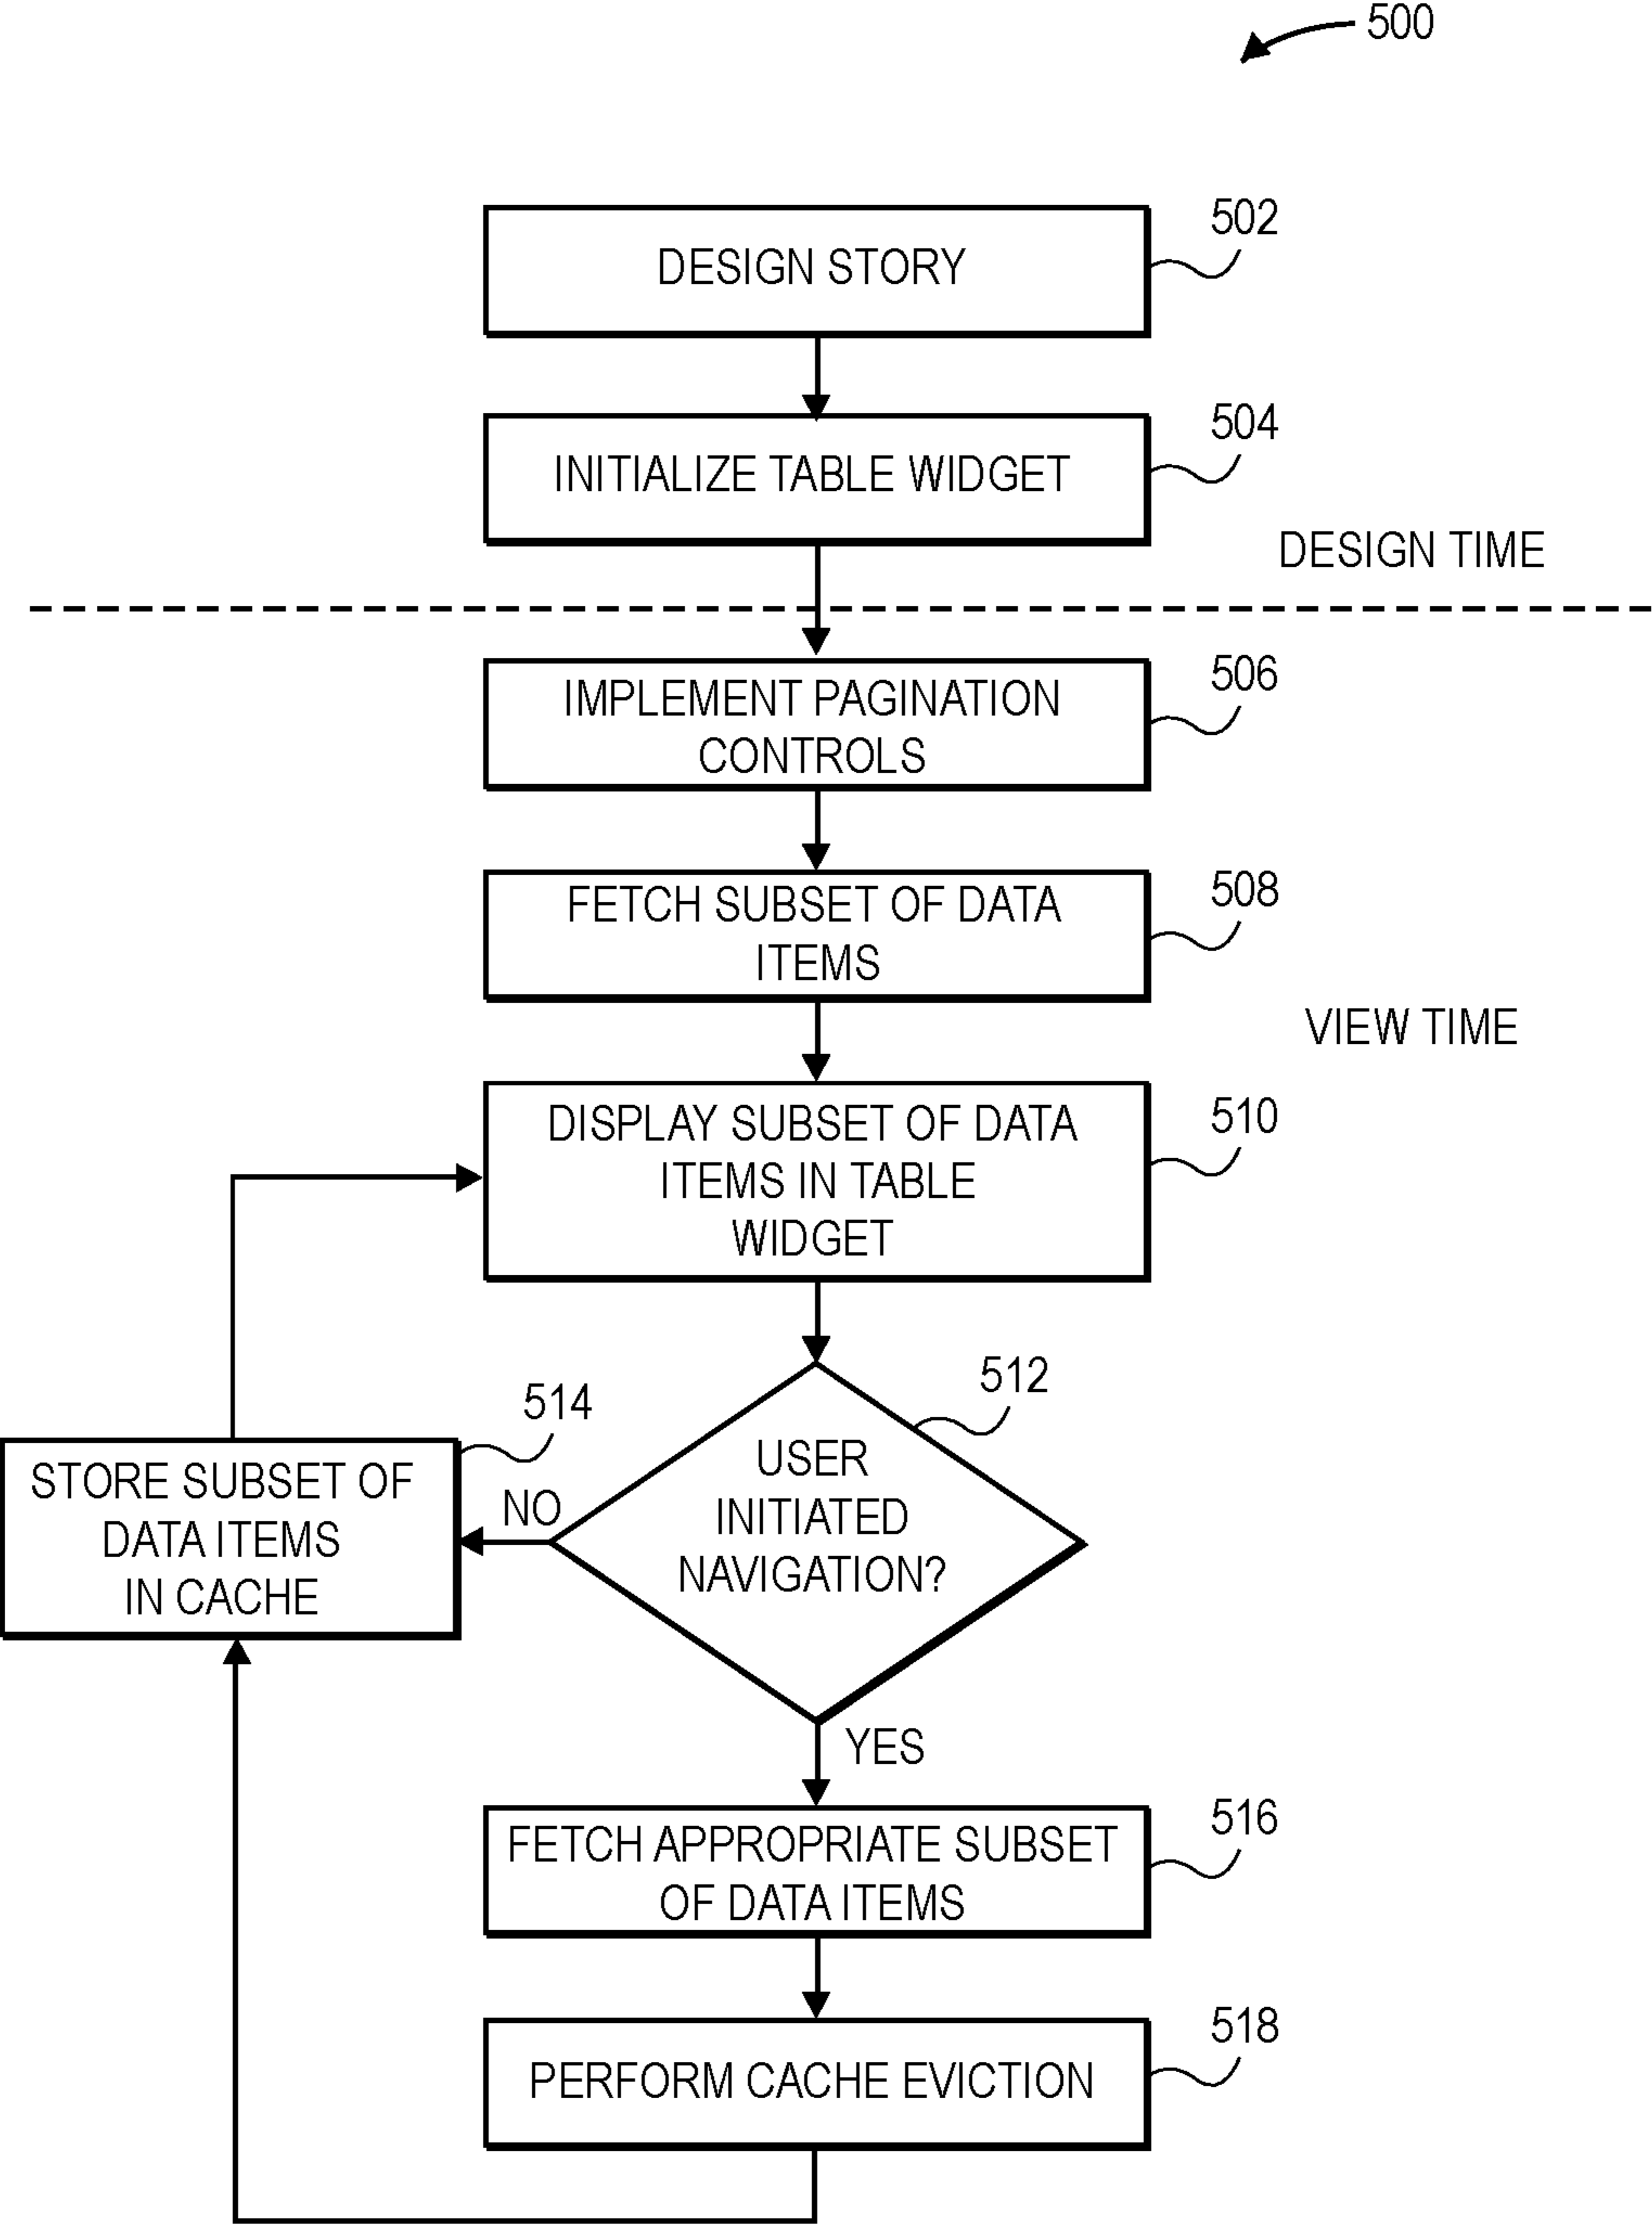 500
DESIGN STORY
502
INITIALIZE TABLE WIDGET
504
DESIGN TIME
IMPLEMENT PAGINATION
CONTROLS
506
FETCH SUBSET OF DATA
ITEMS
508
VIEW TIME
DISPLAY SUBSET OF DATA
ITEMS IN TABLE
WIDGET
510
512
USER
INITIATED
NAVIGATION?
NO
514
STORE SUBSET OF
DATA ITEMS
IN CACHE
YES
FETCH APPROPRIATE SUBSET
OF DATA ITEMS
516
PERFORM CACHE EVICTION
518